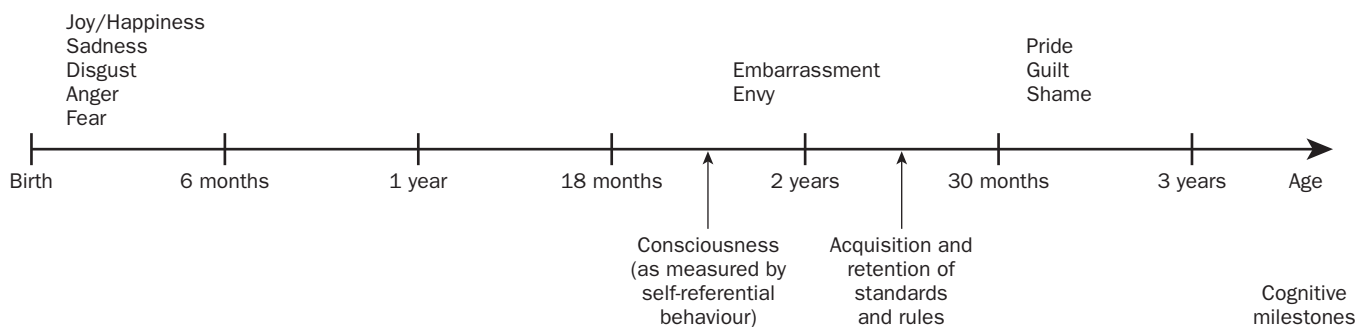 Joy/Happiness
Sadness
Disgust
Anger
Fear
Embarrassment
Envy
Pride
Guilt
Shame
Birth
6 months
1 year
18 months
2 years
30 months
3 years
Age
Consciousness
(as measured by
self-referential
behaviour)
Acquisition and
retention of
standards
and rules
Cognitive
milestones